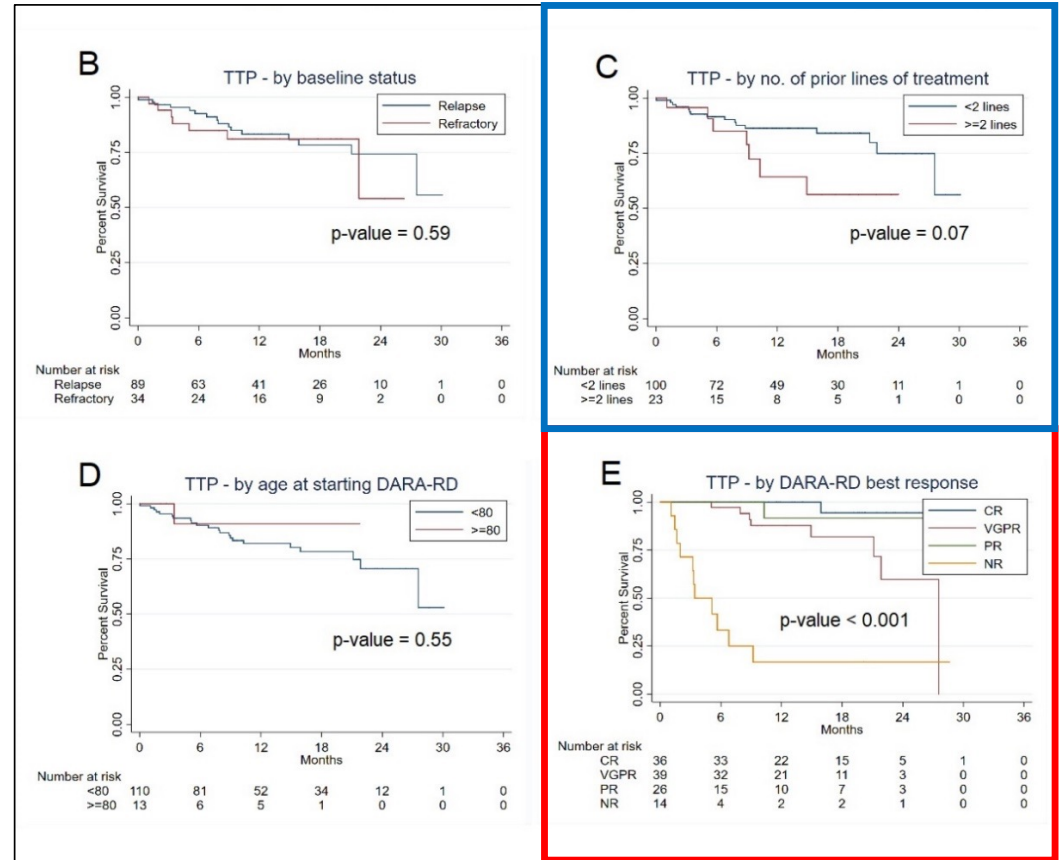 B
TTP - by baseline status
Relapse
Refractory
Percent Survival
1.00
0.75
0.50
0.25
0.00
p-value = 0.59
0 6 12 18 24 30 36
Months
Number at risk
Relapse 89 63 41 26 10 1 0
Refractory 34 24 16 9 2 0 0
C
TTP - by no. of prior lines of treatment
<2 lines
>=2 lines
Percent Survival
1.00
0.75
0.50
0.25
0.00
p-value = 0.07
0 6 12 18 24 30 36
Months
Number at risk
<2 lines 100 72 49 30 11 1 0
>=2 lines 23 15 8 5 1 0 0
D
TTP - by age at starting DARA-RD
<80
>=80
Percent Survival
1.00
0.75
0.50
0.25
0.00
p-value = 0.55
0 6 12 18 24 30 36
Months
Number at risk
<80 110 81 52 34 12 1 0
>=80 13 6 5 1 0 0 0
E
TTP - by DARA-RD best response
CR
VGPR
PR
NR
Percent Survival
1.00
0.75
0.50
0.25
0.00
p-value < 0.001
0 6 12 18 24 30 36
Months
Number at risk
CR 36 33 22 15 5 1 0
VGPR 39 32 21 11 3 0 0
PR 26 15 10 7 3 0 0
NR 14 4 2 2 1 0 0